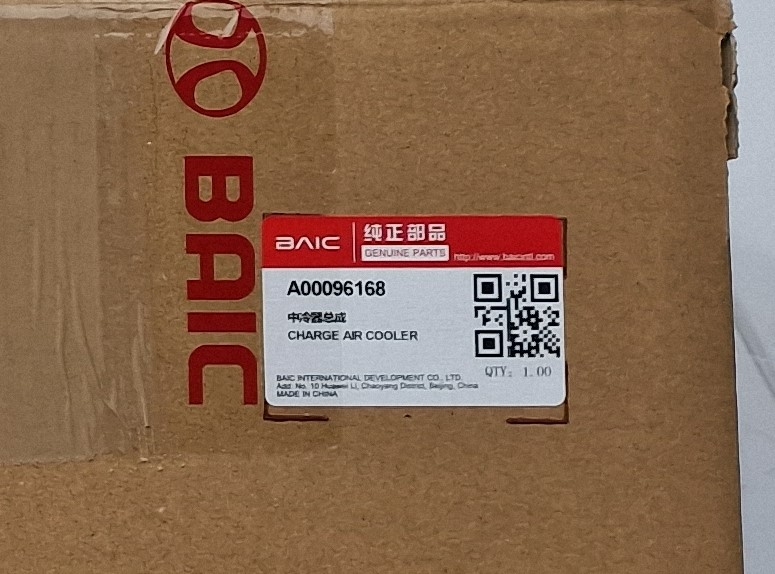 BAIC
BAIC
纯正部品
GENUINE PARTS
http://www.baicintl.com
A00096168
中冷器总成
CHARGE AIR COOLER
QTY: 1.00
BAIC INTERNATIONAL DEVELOPMENT CO., LTD.
Add: No. 10 Huawei Li, Chaoyang District, Beijing, China
MADE IN CHINA